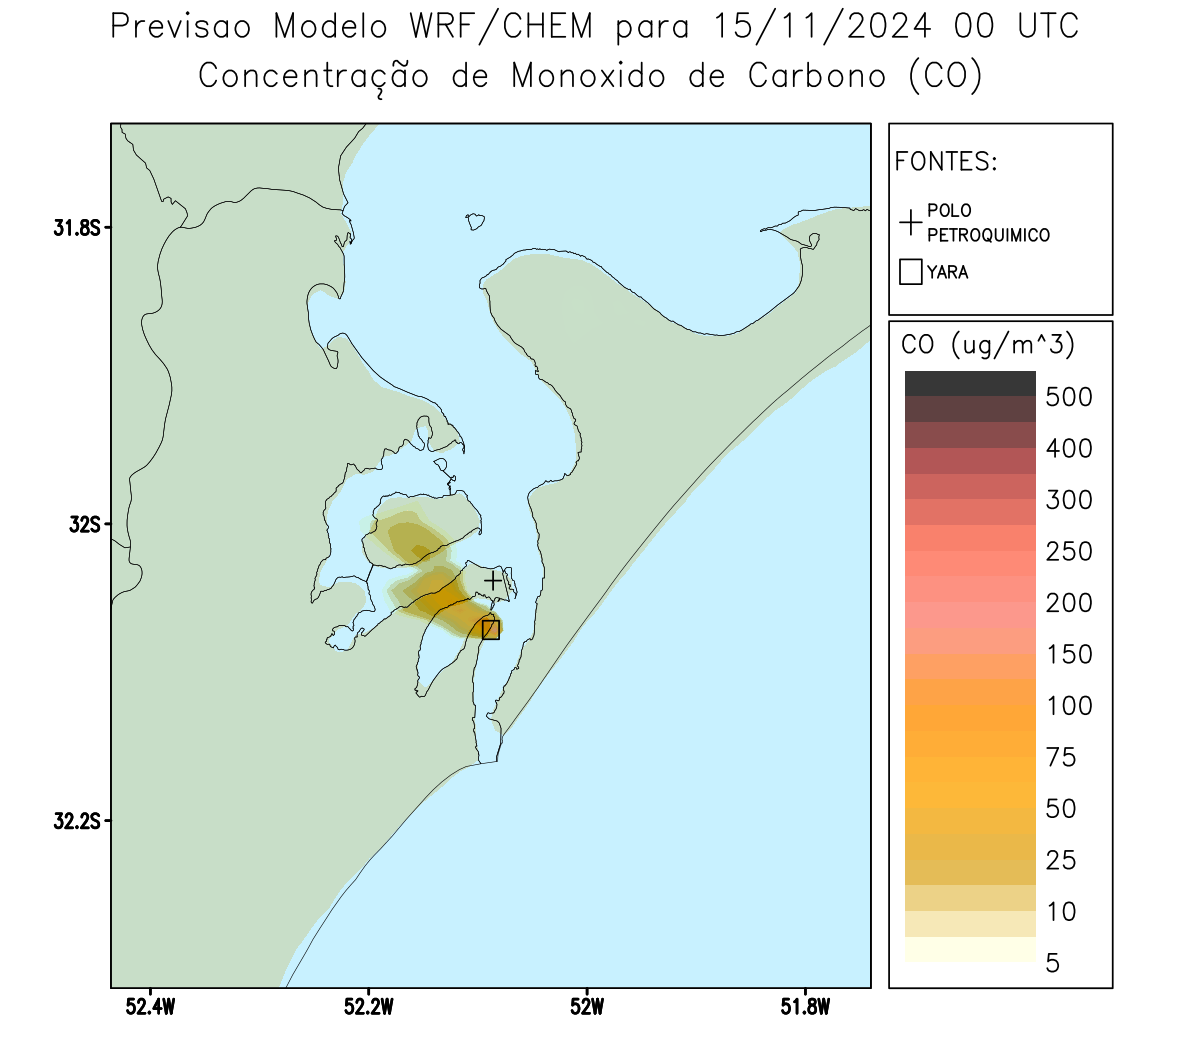 Previsao Modelo WRF/CHEM para 15/11/2024 00 UTC
Concentração de Monoxido de Carbono (CO)
FONTES:
POLO
PETROQUIMICO
YARA
CO (ug/m^3)
500
400
300
250
200
150
100
75
50
25
10
5
31.8S
32S
32.2S
52.4W
52.2W
52W
51.8W